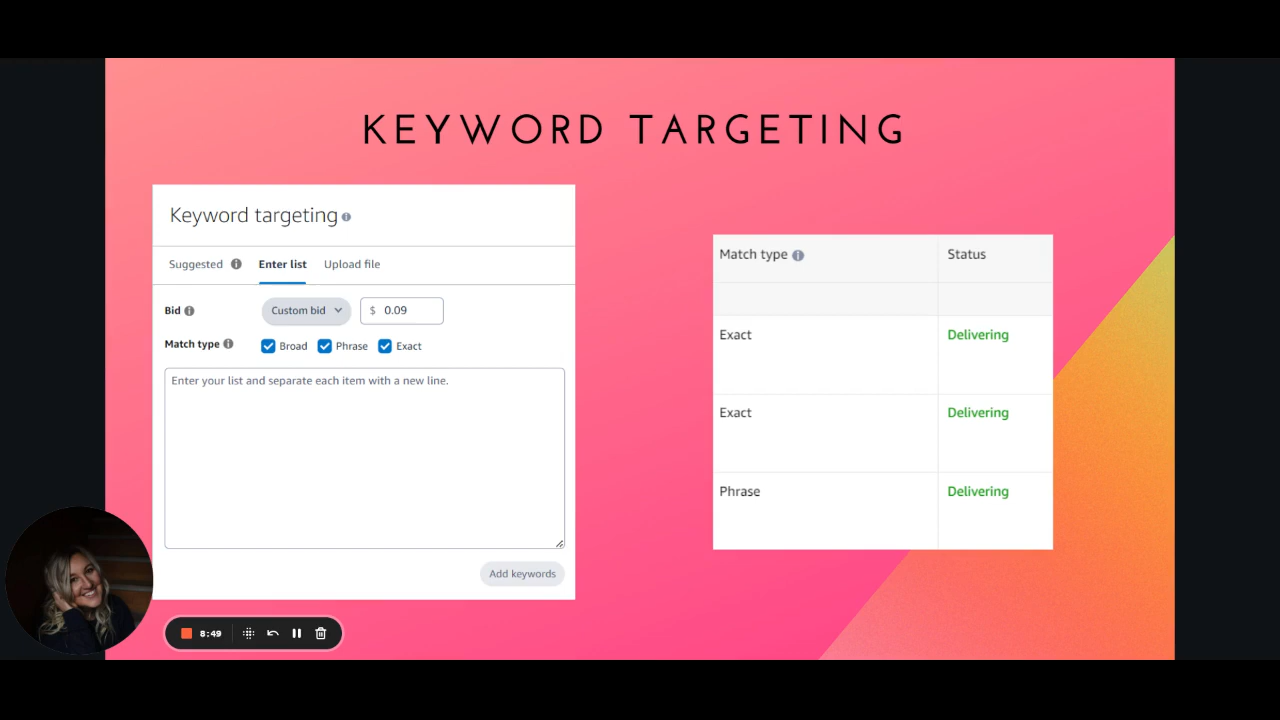 KEYWORD TARGETING
Keyword targeting
Suggested Enter list Upload file
Bid Custom bid $ 0.09
Match type Broad Phrase Exact
Enter your list and separate each item with a new line.
Add keywords
Match type Status
Exact Delivering
Exact Delivering
Phrase Delivering
8:49